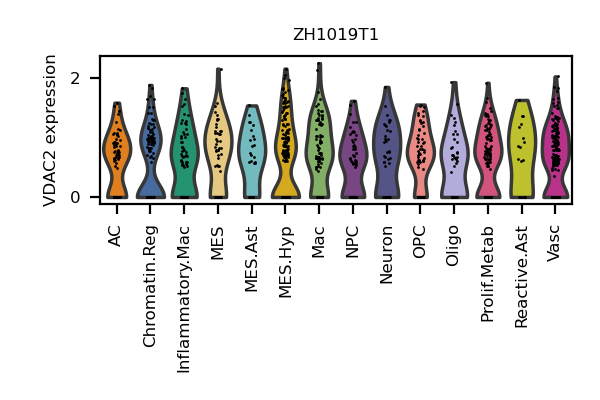 ZH1019T1
VDAC2 expression
2
0
AC
Chromatin.Reg
Inflammatory.Mac
MES
MES.Ast
MES.Hyp
Mac
NPC
Neuron
OPC
Oligo
Prolif.Metab
Reactive.Ast
Vasc